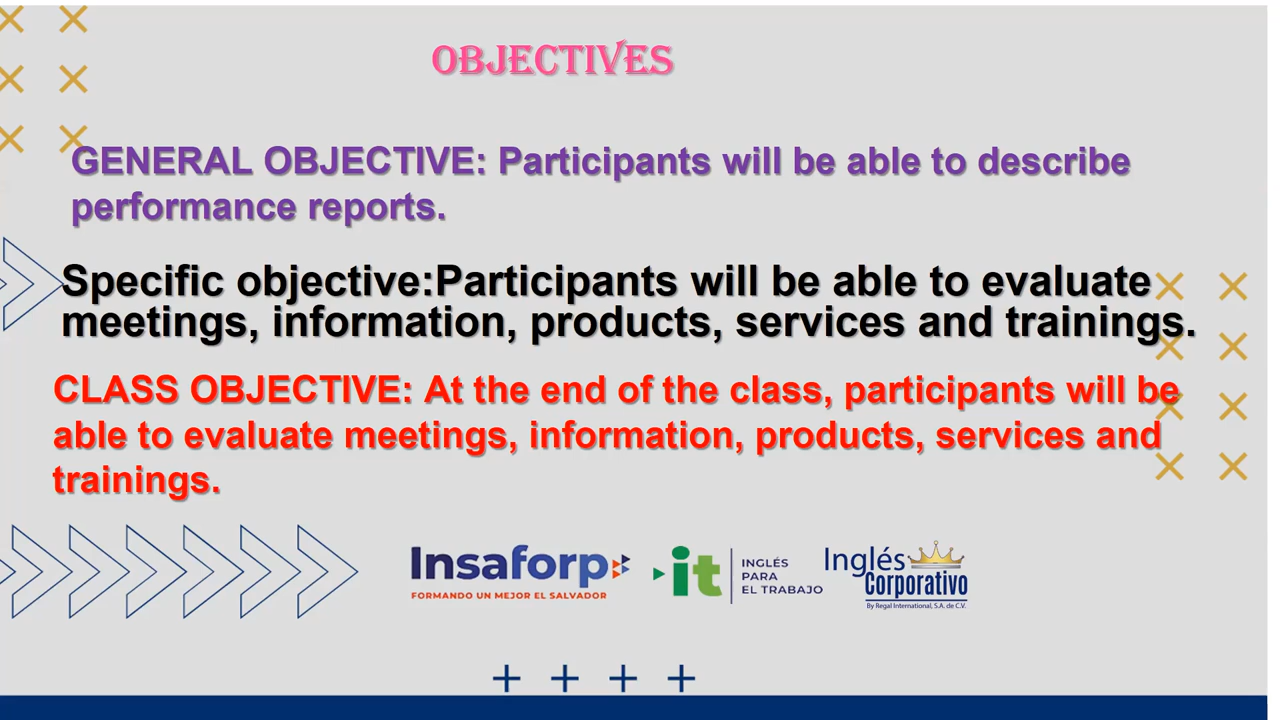 OBJECTIVES
GENERAL OBJECTIVE: Participants will be able to describe
performance reports.
Specific objective:Participants will be able to evaluate
meetings, information, products, services and trainings.
CLASS OBJECTIVE: At the end of the class, participants will be
able to evaluate meetings, information, products, services and
trainings.
Insaforp
FORMANDO UN MEJOR EL SALVADOR
it
INGLÉS
PARA
EL TRABAJO
Inglés
Corporativo
By Regal International, S.A. de C.V.